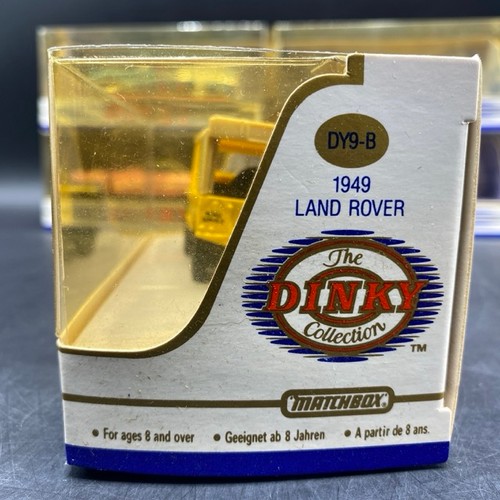 DY9-B
1949
LAND ROVER
The
DINKY
Collection
TM
MATCHBOX
• For ages 8 and over • Geeignet ab 8 Jahren • A partir de 8 ans.